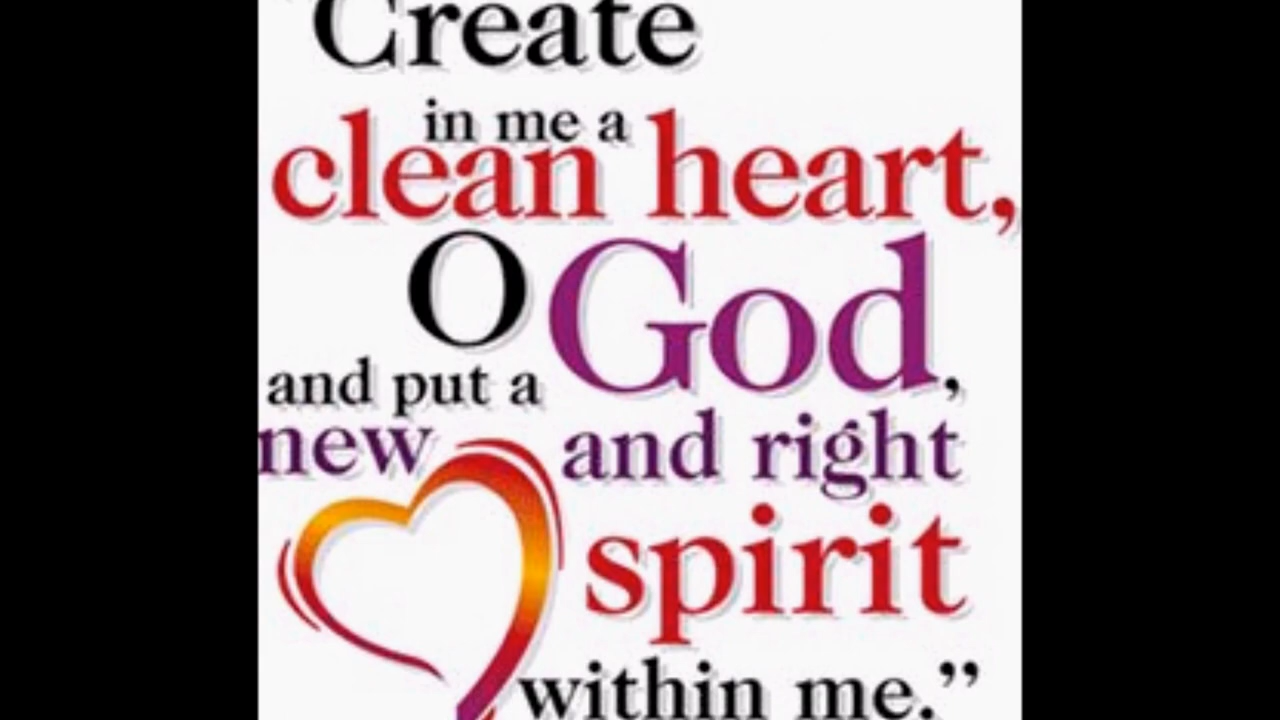 "Create
in me a
clean heart,
O God,
and put a
new and right
spirit
within me.”